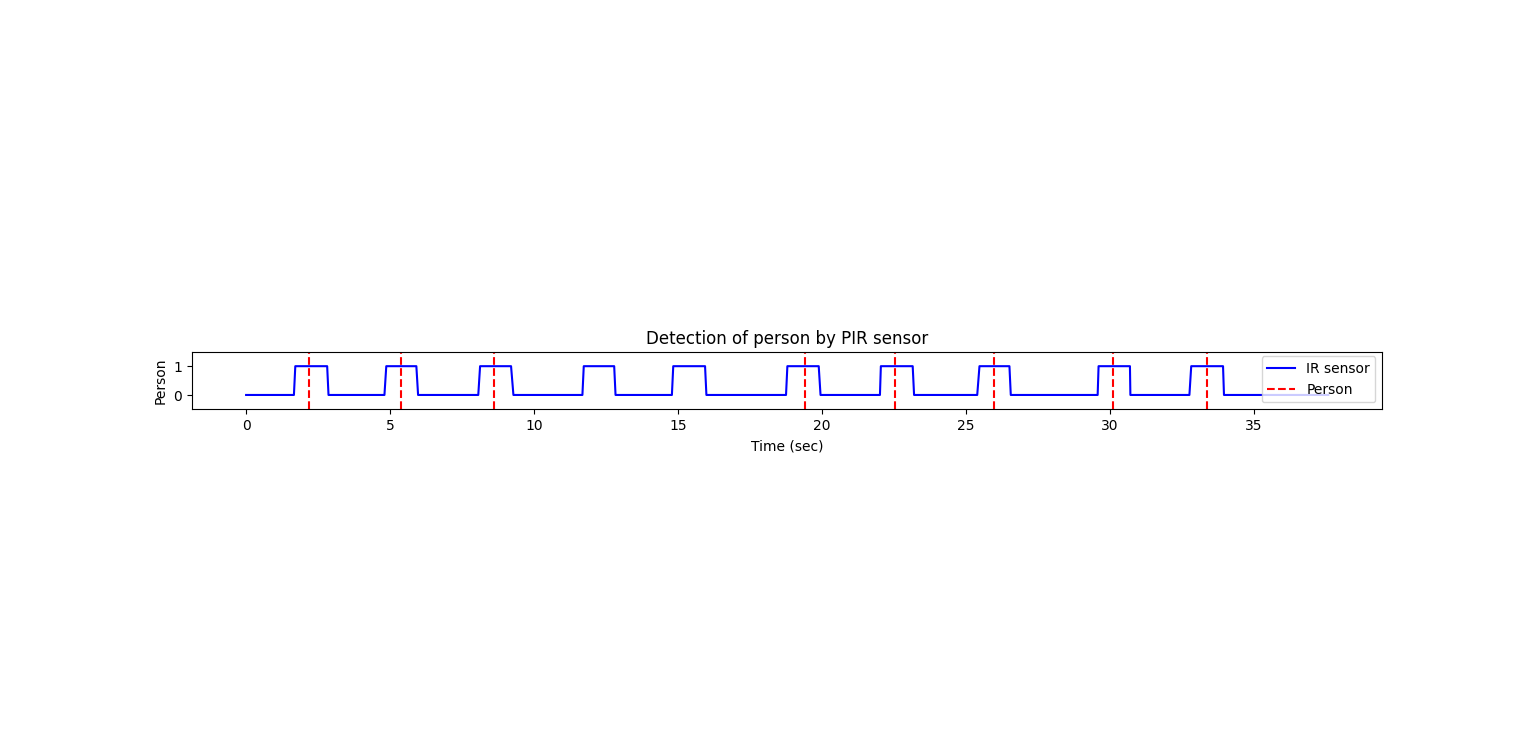 Detection of person by PIR sensor
Person
1
0
IR sensor
Person
0 5 10 15 20 25 30 35
Time (sec)